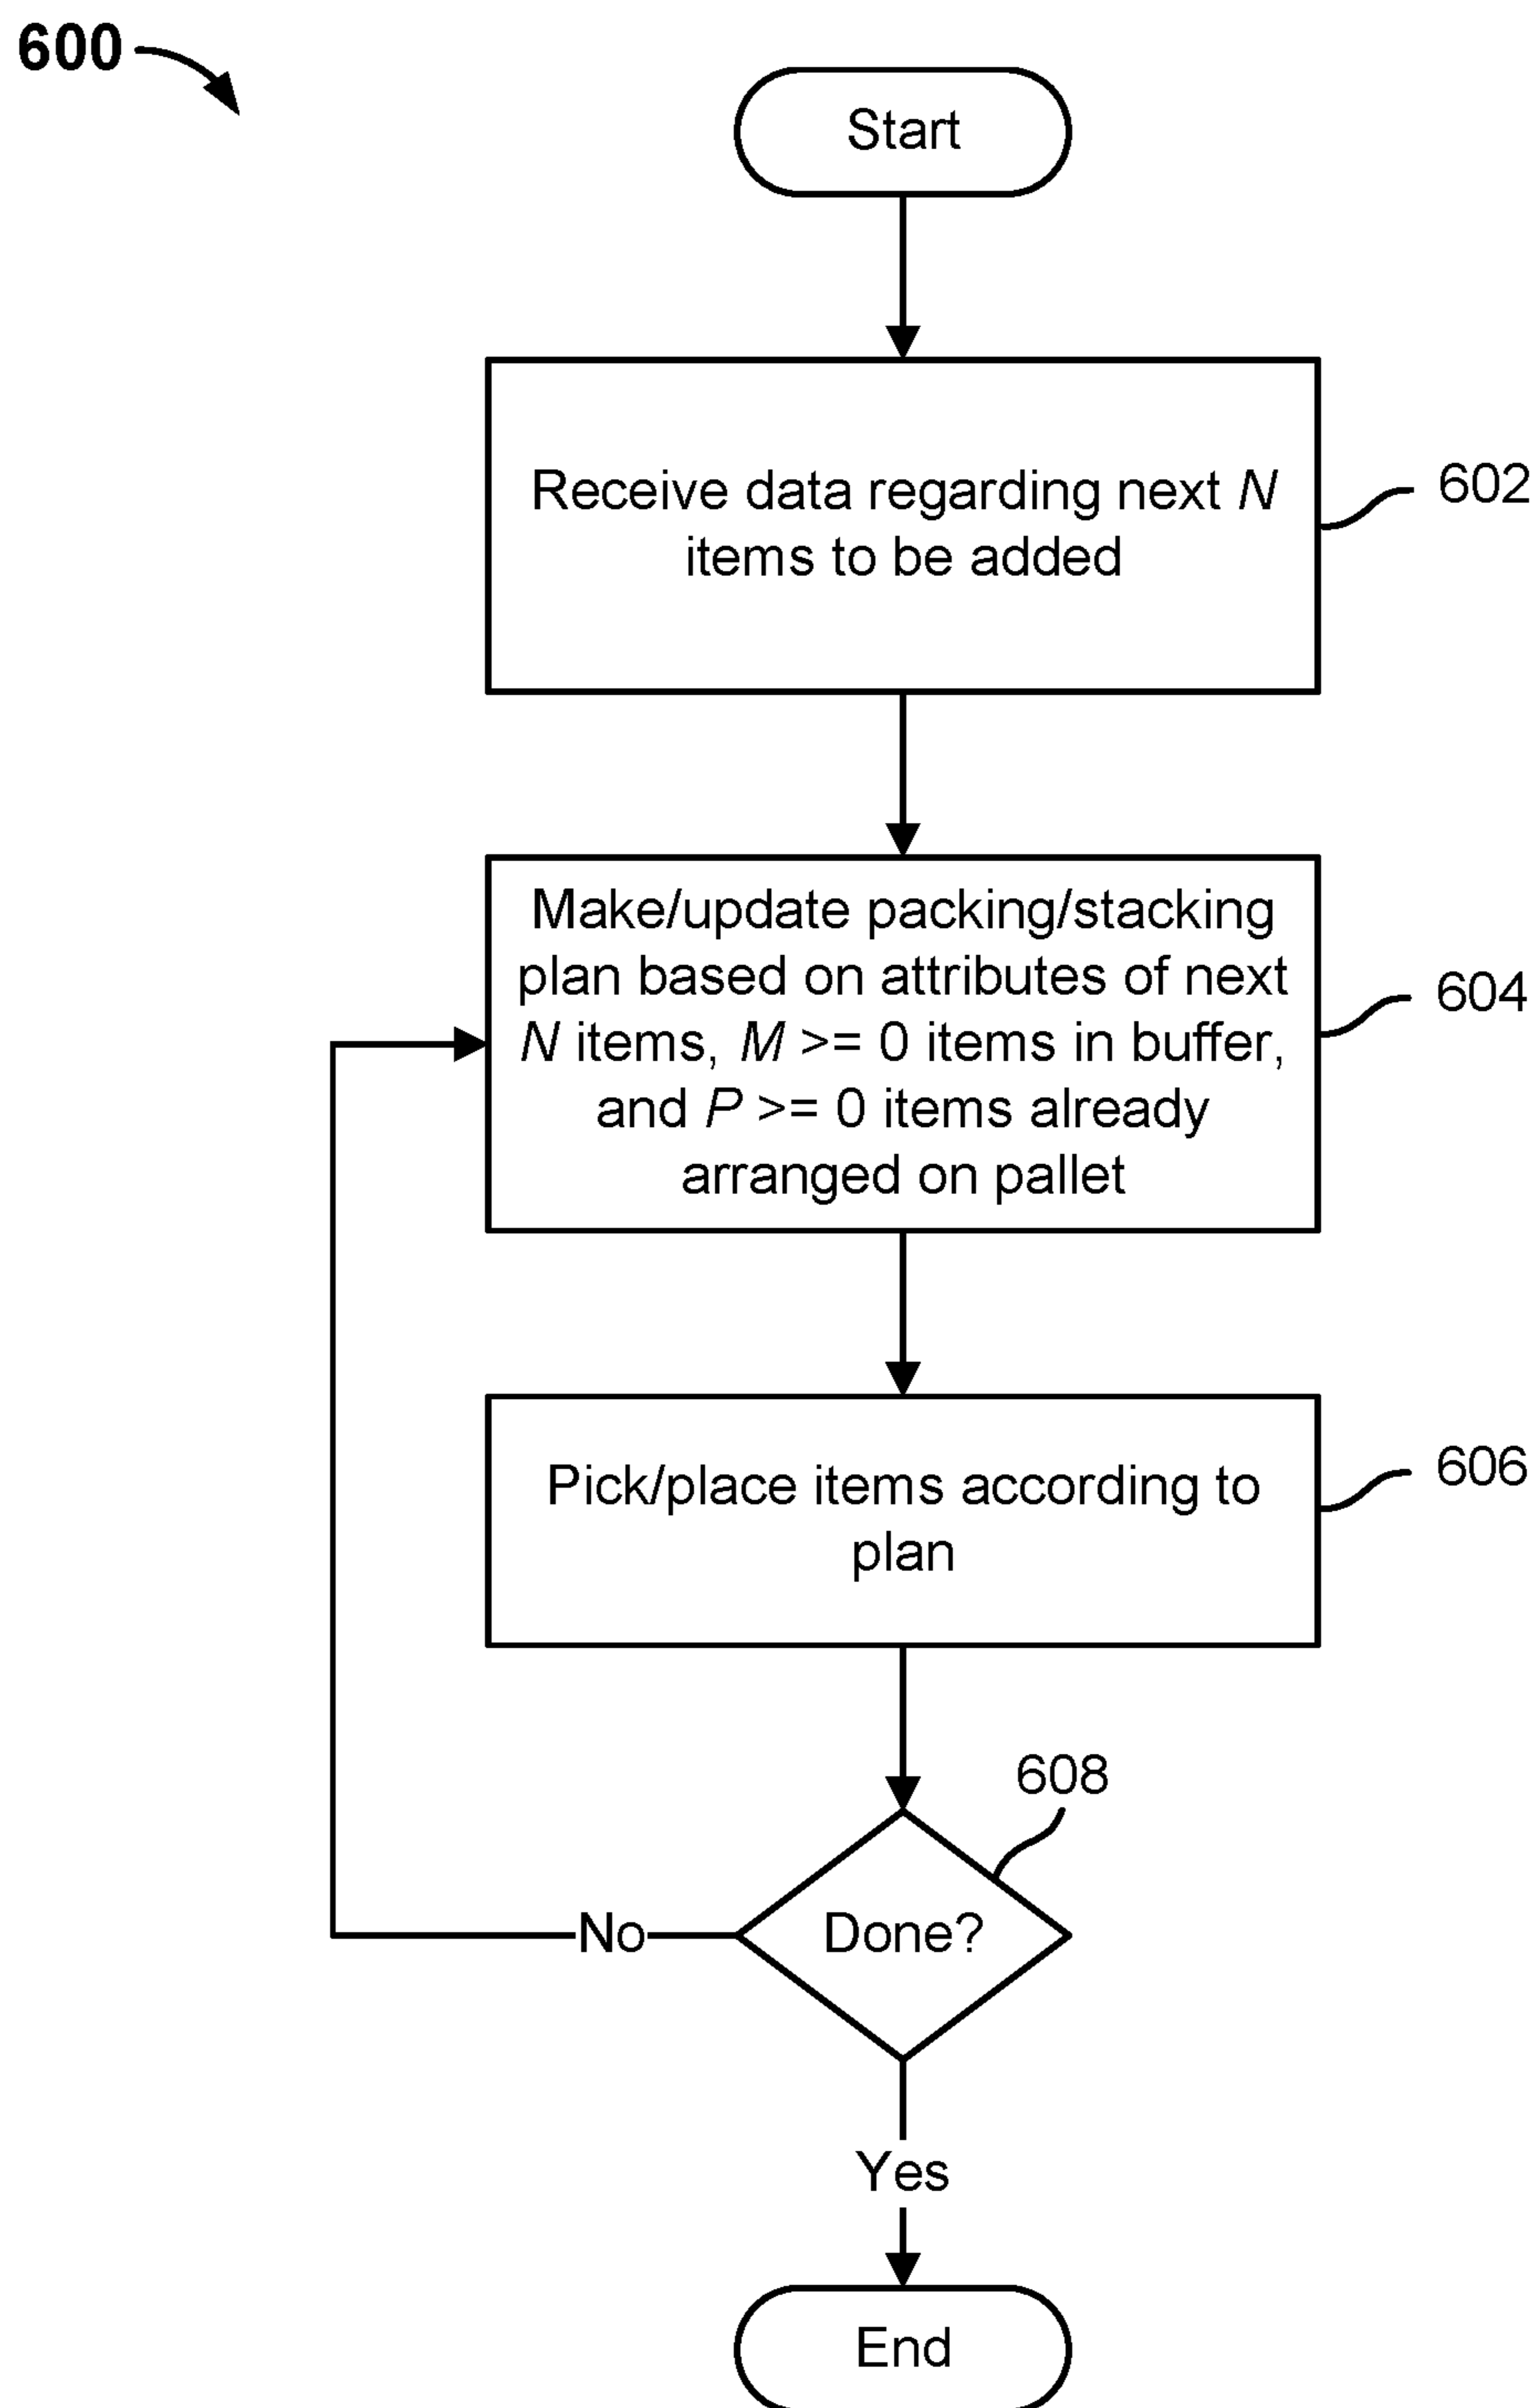 600
Start
Receive data regarding next N
items to be added
602
Make/update packing/stacking
plan based on attributes of next
N items, M >= 0 items in buffer,
and P >= 0 items already
arranged on pallet
604
Pick/place items according to
plan
606
608
Done?
No
Yes
End